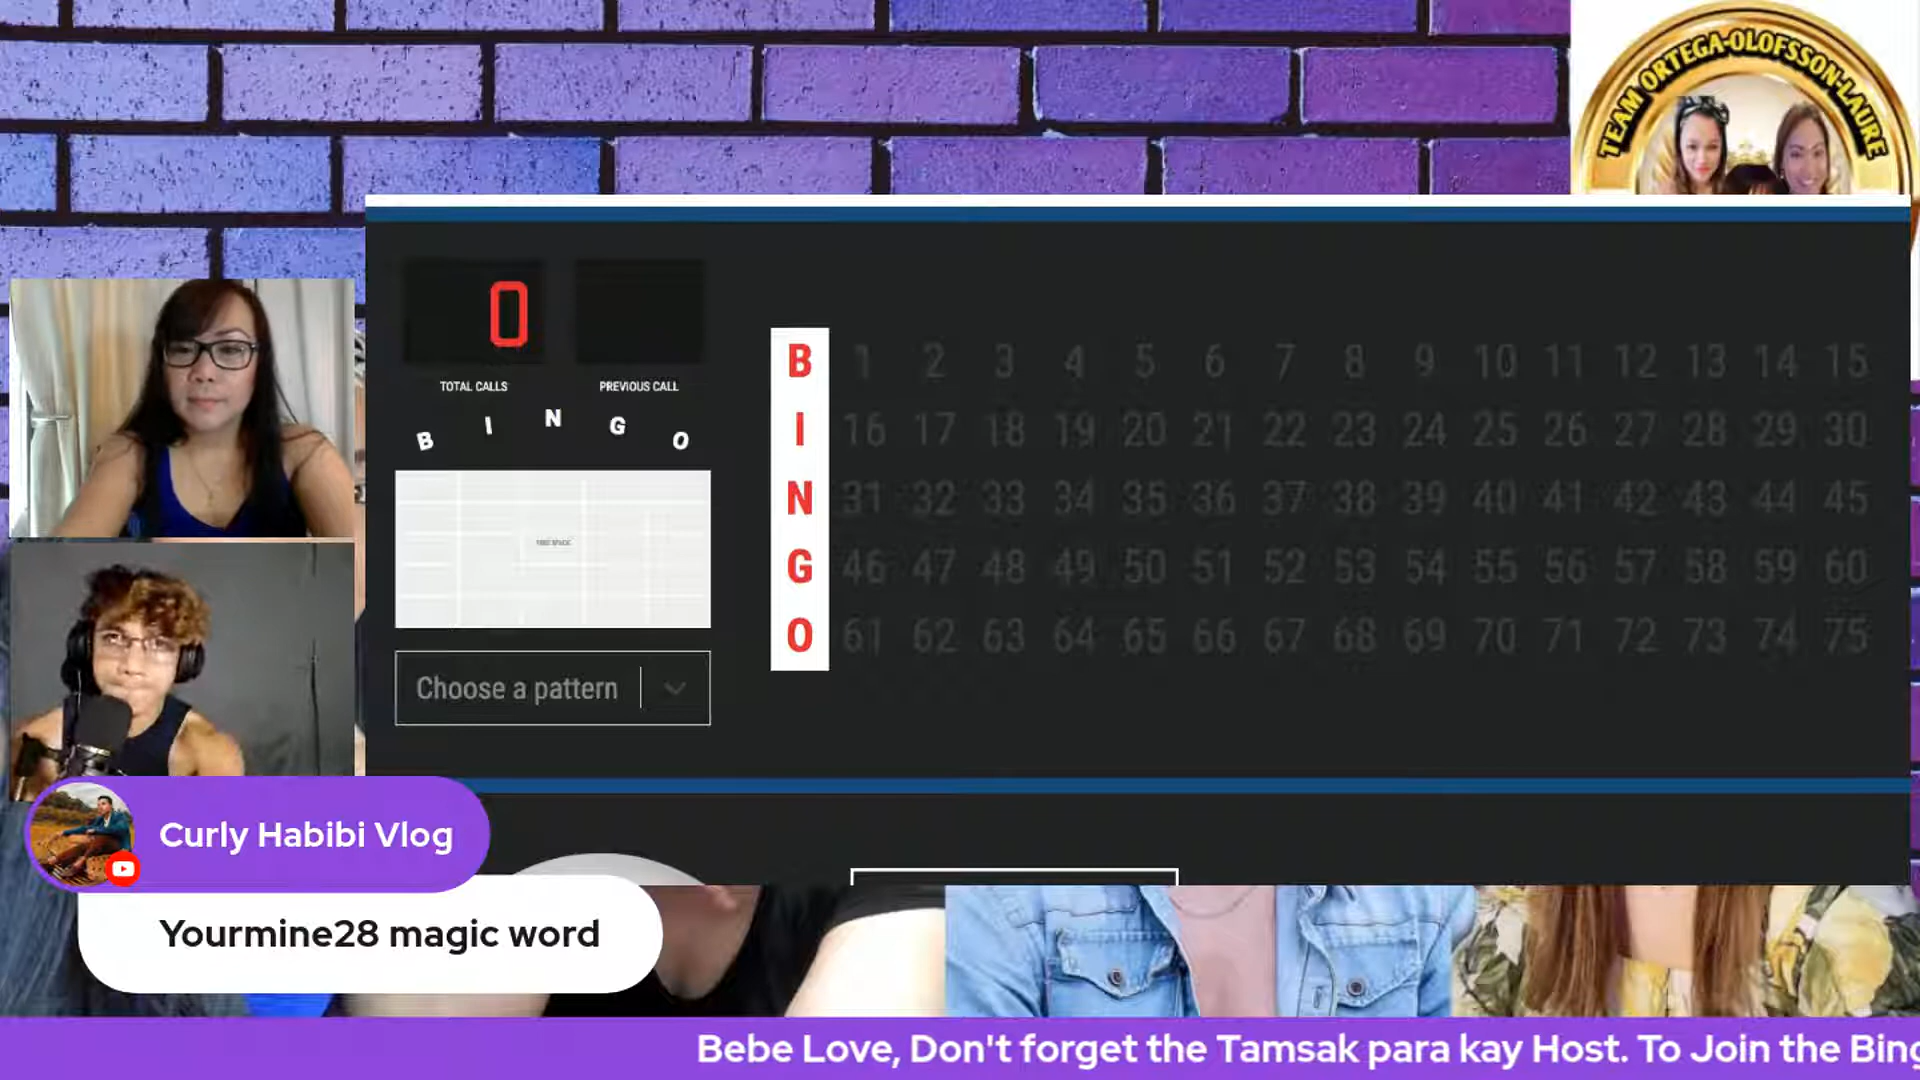 TEAM ORTEGA-OLOFSSON-LAURE
0
TOTAL CALLS
PREVIOUS CALL
B I N G O
FREE SPACE
Choose a pattern
B 1 2 3 4 5 6 7 8 9 10 11 12 13 14 15
I 16 17 18 19 20 21 22 23 24 25 26 27 28 29 30
N 31 32 33 34 35 36 37 38 39 40 41 42 43 44 45
G 46 47 48 49 50 51 52 53 54 55 56 57 58 59 60
O 61 62 63 64 65 66 67 68 69 70 71 72 73 74 75
Curly Habibi Vlog
Yourmine28 magic word
Bebe Love, Don't forget the Tamsak para kay Host. To Join the Bing